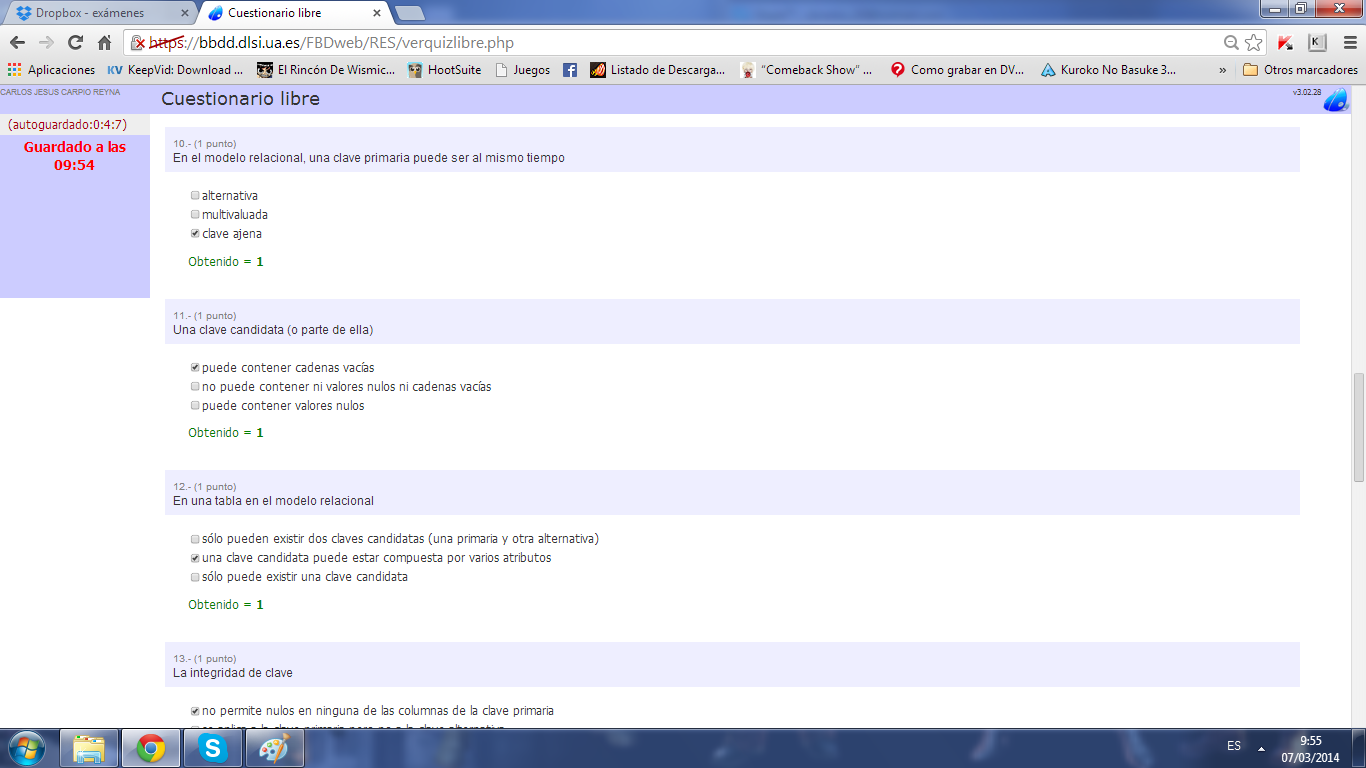 Dropbox - exámenes
Cuestionario libre
https://bbdd.dlsi.ua.es/FBDweb/RES/verquizlibre.php
Aplicaciones
KeepVid: Download ...
El Rincón De Wismic...
HootSuite
Juegos
Listado de Descarga...
“Comeback Show” ...
Como grabar en DV...
Kuroko No Basuke 3...
»
Otros marcadores
CARLOS JESUS CARPIO REYNA
Cuestionario libre
v3.02.28
(autoguardado:0:4:7)
Guardado a las
09:54
10.- (1 punto)
En el modelo relacional, una clave primaria puede ser al mismo tiempo
alternativa
multivaluada
clave ajena
Obtenido = 1
11.- (1 punto)
Una clave candidata (o parte de ella)
puede contener cadenas vacías
no puede contener ni valores nulos ni cadenas vacías
puede contener valores nulos
Obtenido = 1
12.- (1 punto)
En una tabla en el modelo relacional
sólo pueden existir dos claves candidatas (una primaria y otra alternativa)
una clave candidata puede estar compuesta por varios atributos
sólo puede existir una clave candidata
Obtenido = 1
13.- (1 punto)
La integridad de clave
no permite nulos en ninguna de las columnas de la clave primaria
ES
9:55
07/03/2014